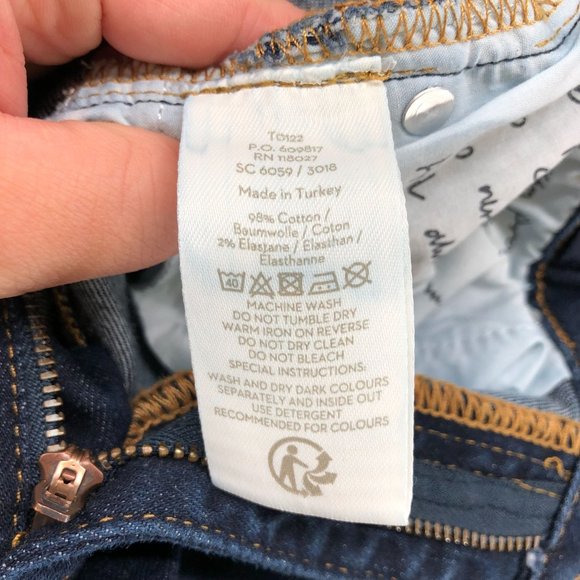 TO122
P.O. 609817
RN 118027
SC 6059 / 3018
Made in Turkey
98% Cotton /
Baumwolle / Coton
2% Elastane / Elasthan /
Elasthanne
40
MACHINE WASH
DO NOT TUMBLE DRY
WARM IRON ON REVERSE
DO NOT DRY CLEAN
DO NOT BLEACH
SPECIAL INSTRUCTIONS:
WASH AND DRY DARK COLOURS
SEPARATELY AND INSIDE OUT
USE DETERGENT
RECOMMENDED FOR COLOURS